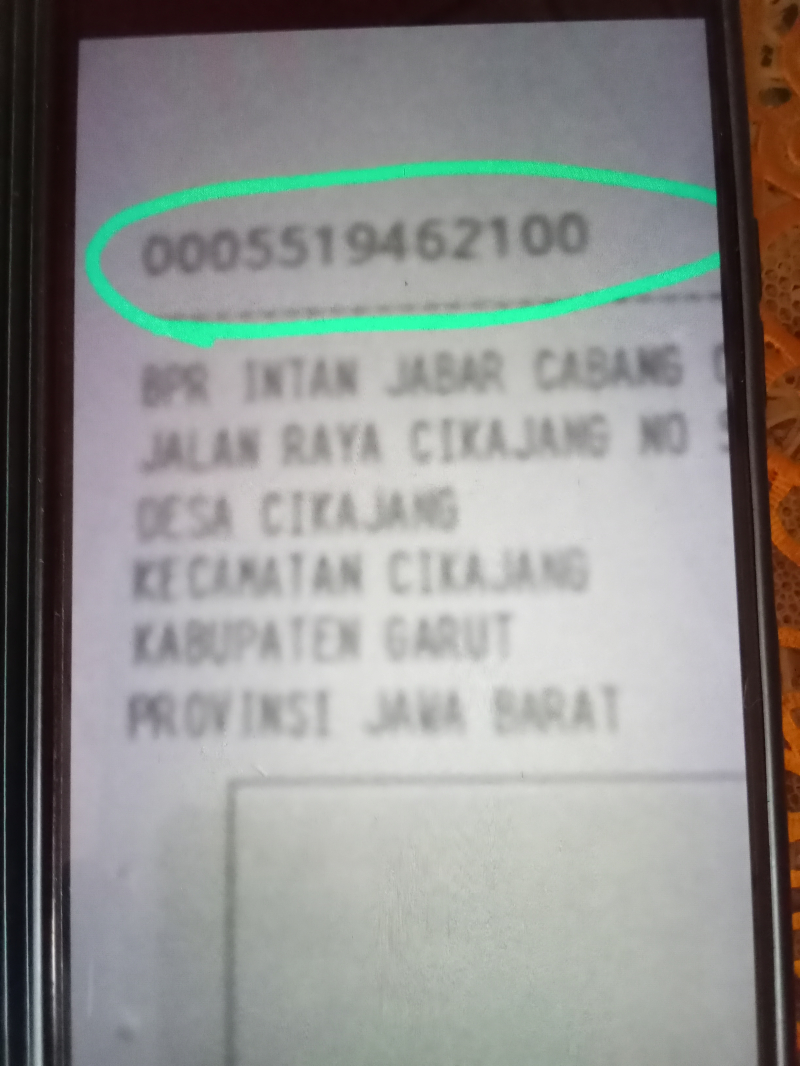 0005519462100
BPR INTAN JABAR CABANG
JALAN RAYA CIKAJANG NO
DESA CIKAJANG
KECAMATAN CIKAJANG
KABUPATEN GARUT
PROVINSI JAWA BARAT